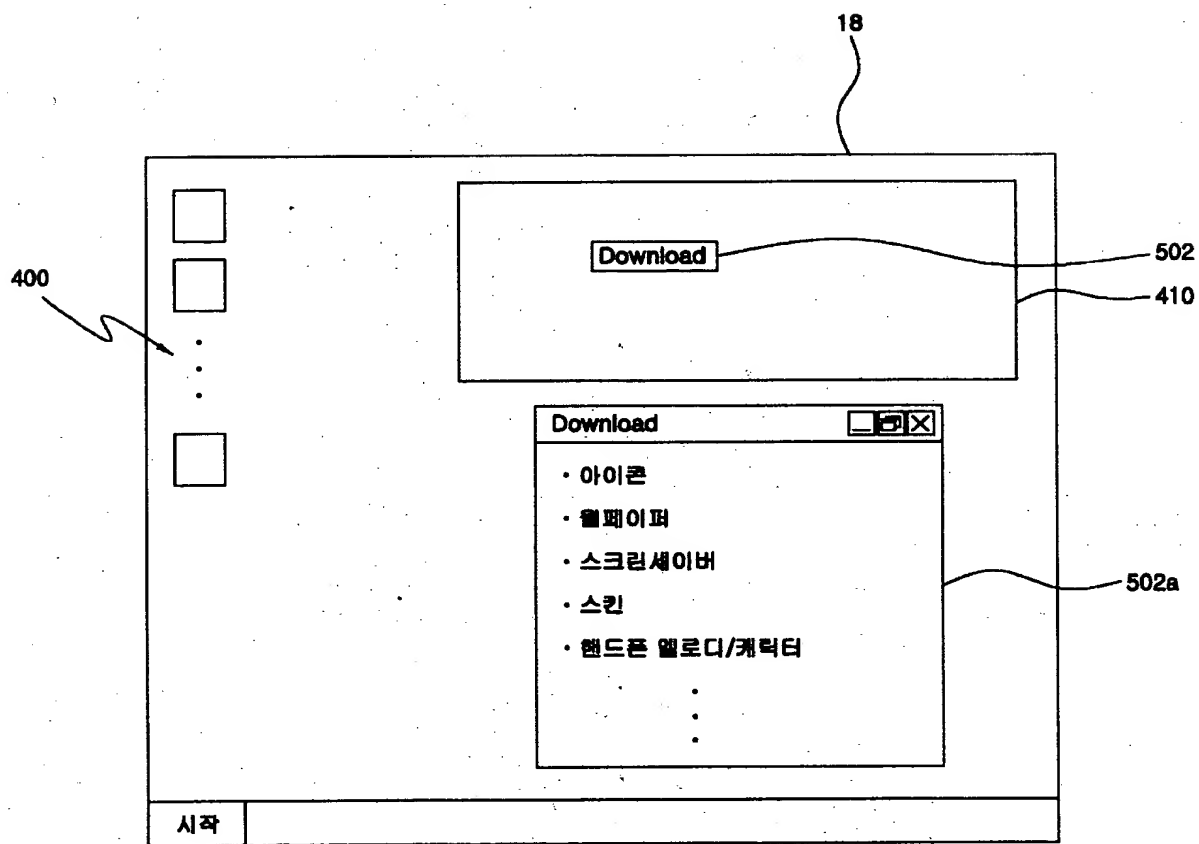 18
Download
502
400
410
Download
· 아이콘
· 월페이퍼
· 스크린세이버
502a
· 스킨
· 핸드폰 멜로디/캐릭터
시작